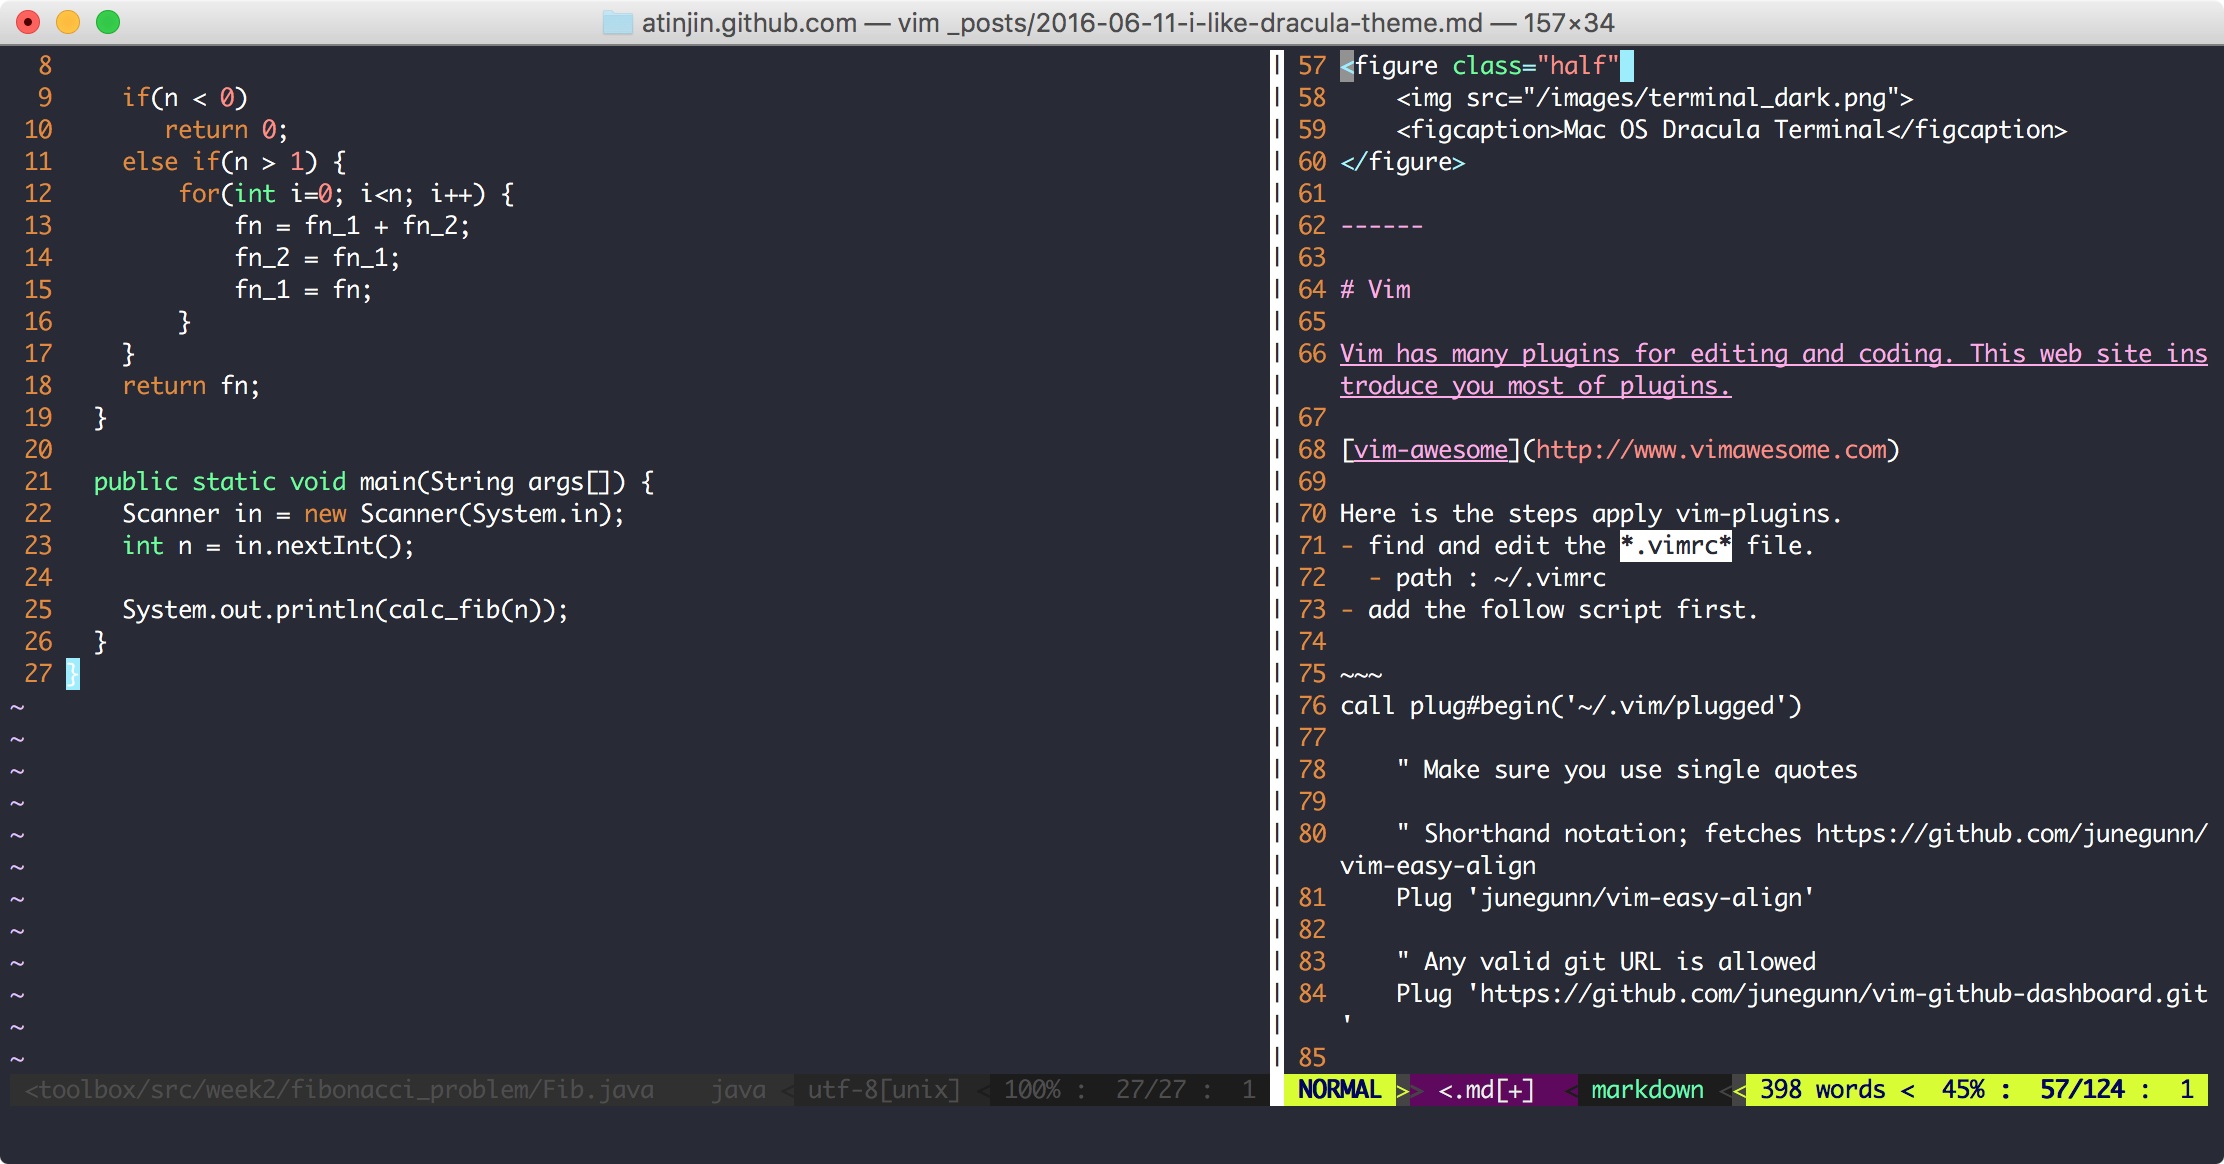 atinjin.github.com — vim _posts/2016-06-11-i-like-dracula-theme.md — 157×34
8
9     if(n < 0)
10        return 0;
11    else if(n > 1) {
12        for(int i=0; i<n; i++) {
13            fn = fn_1 + fn_2;
14            fn_2 = fn_1;
15            fn_1 = fn;
16        }
17    }
18    return fn;
19  }
20
21  public static void main(String args[]) {
22    Scanner in = new Scanner(System.in);
23    int n = in.nextInt();
24
25    System.out.println(calc_fib(n));
26  }
27 }
~
~
~
~
~
~
~
~
~
~
~
~
<toolbox/src/week2/fibonacci_problem/Fib.java    java < utf-8[unix] < 100% :  27/27 :  1
57 <figure class="half">
58     <img src="/images/terminal_dark.png">
59     <figcaption>Mac OS Dracula Terminal</figcaption>
60 </figure>
61
62 ------
63
64 # Vim
65
66 Vim has many plugins for editing and coding. This web site ins
troduce you most of plugins.
67
68 [vim-awesome](http://www.vimawesome.com)
69
70 Here is the steps apply vim-plugins.
71 - find and edit the *.vimrc* file.
72   - path : ~/.vimrc
73 - add the follow script first.
74
75 ~~~
76 call plug#begin('~/.vim/plugged')
77
78     " Make sure you use single quotes
79
80     " Shorthand notation; fetches https://github.com/junegunn/
vim-easy-align
81     Plug 'junegunn/vim-easy-align'
82
83     " Any valid git URL is allowed
84     Plug 'https://github.com/junegunn/vim-github-dashboard.git
'
85
NORMAL >> <.md[+] < markdown << 398 words <  45% :  57/124 :  1